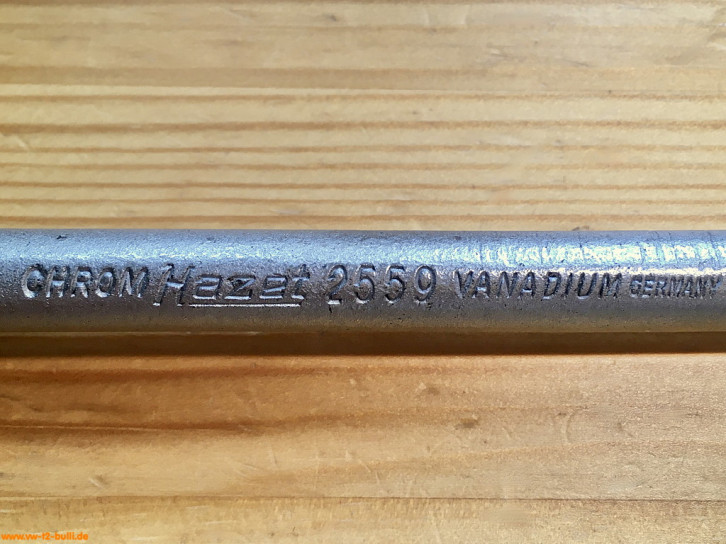 CHROM Hazet 2559 VANADIUM GERMANY
www.vw-t2-bulli.de